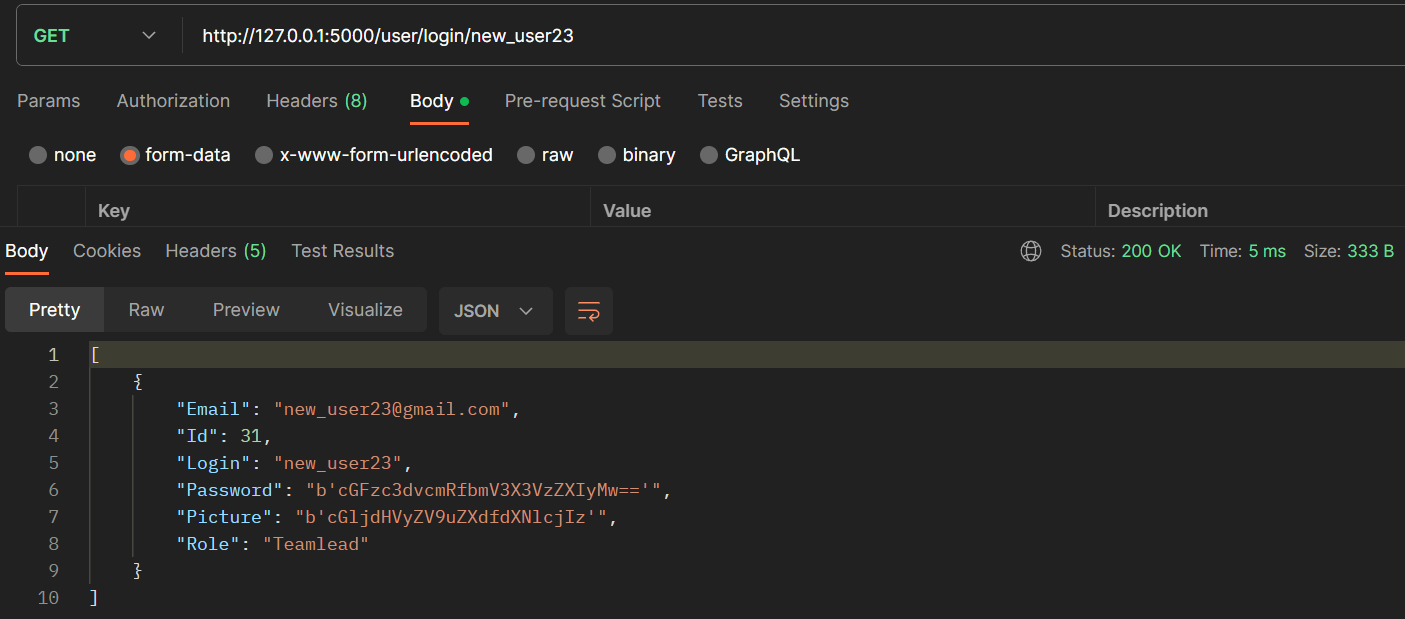 GET http://127.0.0.1:5000/user/login/new_user23
Params Authorization Headers (8) Body Pre-request Script Tests Settings
none form-data x-www-form-urlencoded raw binary GraphQL
Key Value Description
Body Cookies Headers (5) Test Results Status: 200 OK Time: 5 ms Size: 333 B
Pretty Raw Preview Visualize JSON
1 [
2 {
3 "Email": "new_user23@gmail.com",
4 "Id": 31,
5 "Login": "new_user23",
6 "Password": "b'cGFzc3dvcmRfbmV3X3VzZXIyMw=='",
7 "Picture": "b'cGljdHVyZV9uZXdfdXNlcjIz'",
8 "Role": "Teamlead"
9 }
10 ]